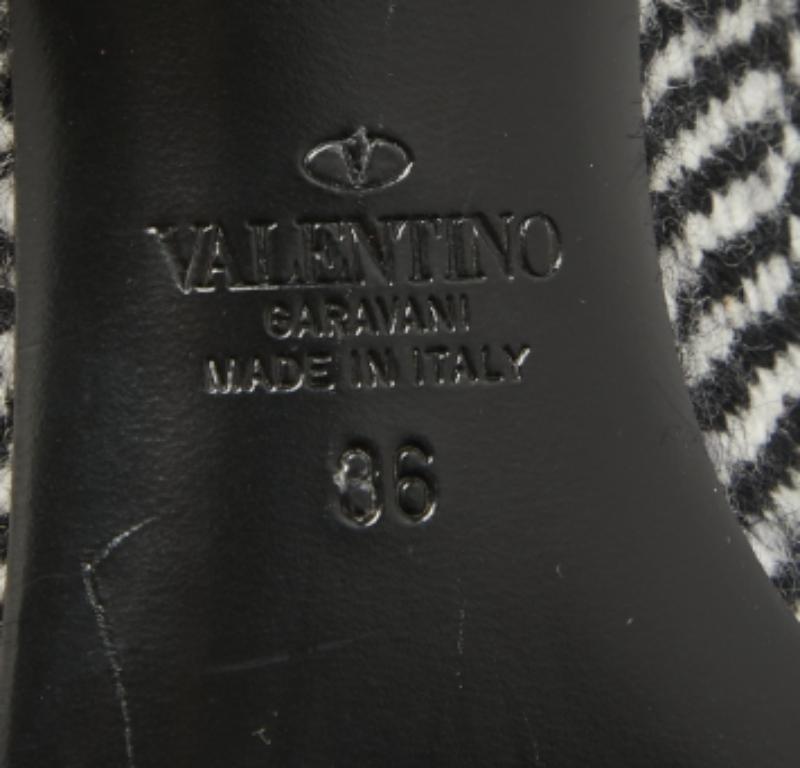 V
VALENTINO
GARAVANI
MADE IN ITALY
36